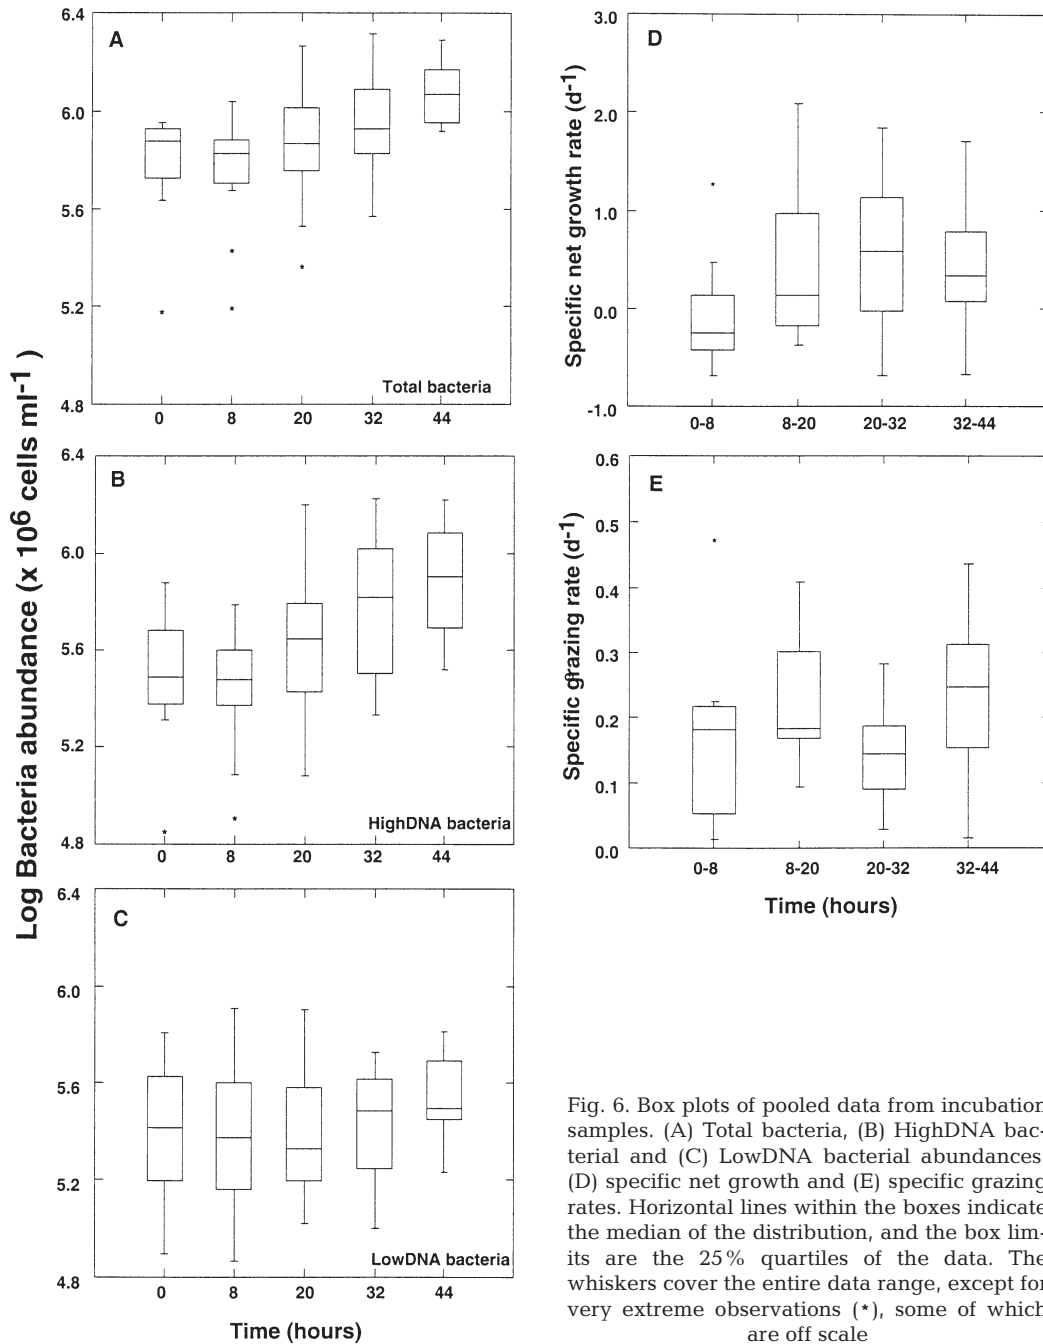 Log Bacteria abundance (x 10⁶ cells ml⁻¹)
A
6.4
6.0
5.6
5.2
4.8
Total bacteria
0 8 20 32 44
B
6.4
6.0
5.6
5.2
4.8
HighDNA bacteria
0 8 20 32 44
C
6.4
6.0
5.6
5.2
4.8
LowDNA bacteria
0 8 20 32 44
Time (hours)
Specific net growth rate (d⁻¹)
D
3.0
2.0
1.0
0.0
-1.0
0-8 8-20 20-32 32-44
Specific grazing rate (d⁻¹)
E
0.6
0.5
0.4
0.3
0.2
0.1
0.0
0-8 8-20 20-32 32-44
Time (hours)
Fig. 6. Box plots of pooled data from incubation
samples. (A) Total bacteria, (B) HighDNA bac-
terial and (C) LowDNA bacterial abundances
(D) specific net growth and (E) specific grazing
rates. Horizontal lines within the boxes indicate
the median of the distribution, and the box lim-
its are the 25% quartiles of the data. The
whiskers cover the entire data range, except for
very extreme observations (*), some of which
are off scale